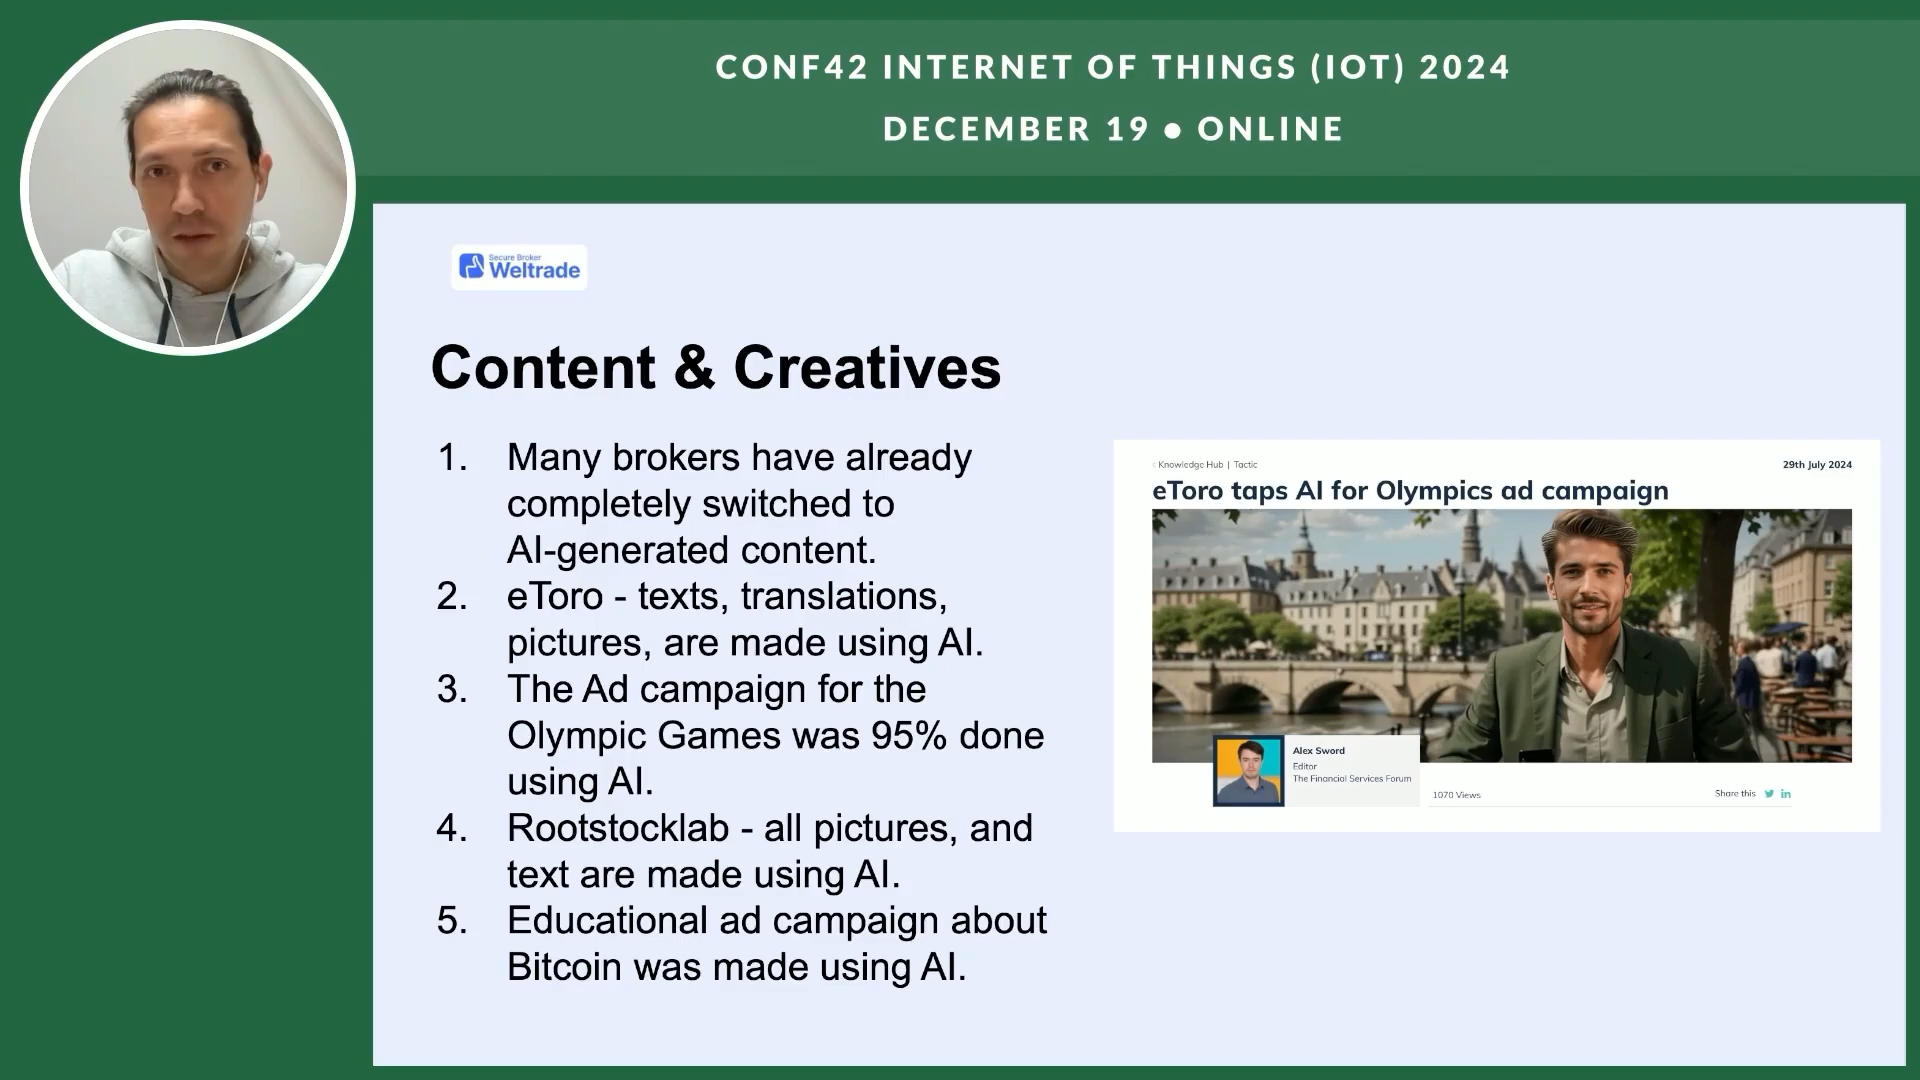 CONF42 INTERNET OF THINGS (IOT) 2024
DECEMBER 19 ● ONLINE
Secure Broker
Weltrade
Content & Creatives
1. Many brokers have already
completely switched to
AI-generated content.
2. eToro - texts, translations,
pictures, are made using AI.
3. The Ad campaign for the
Olympic Games was 95% done
using AI.
4. Rootstocklab - all pictures, and
text are made using AI.
5. Educational ad campaign about
Bitcoin was made using AI.
‹ Knowledge Hub | Tactic
29th July 2024
eToro taps AI for Olympics ad campaign
Alex Sword
Editor
The Financial Services Forum
1070 Views
Share this